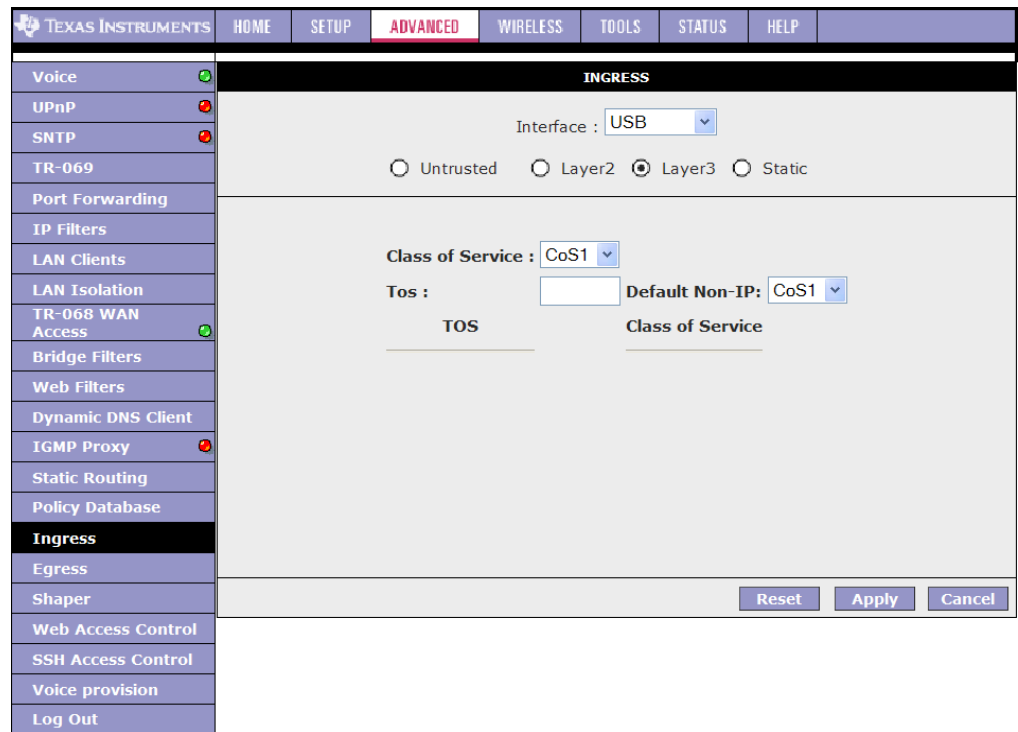 TEXAS INSTRUMENTS HOME SETUP ADVANCED WIRELESS TOOLS STATUS HELP
Voice
UPnP
SNTP
TR-069
Port Forwarding
IP Filters
LAN Clients
LAN Isolation
TR-068 WAN
Access
Bridge Filters
Web Filters
Dynamic DNS Client
IGMP Proxy
Static Routing
Policy Database
Ingress
Egress
Shaper
Web Access Control
SSH Access Control
Voice provision
Log Out
INGRESS
Interface : USB
Untrusted Layer2 Layer3 Static
Class of Service : CoS1
Tos : Default Non-IP: CoS1
TOS Class of Service
Reset Apply Cancel